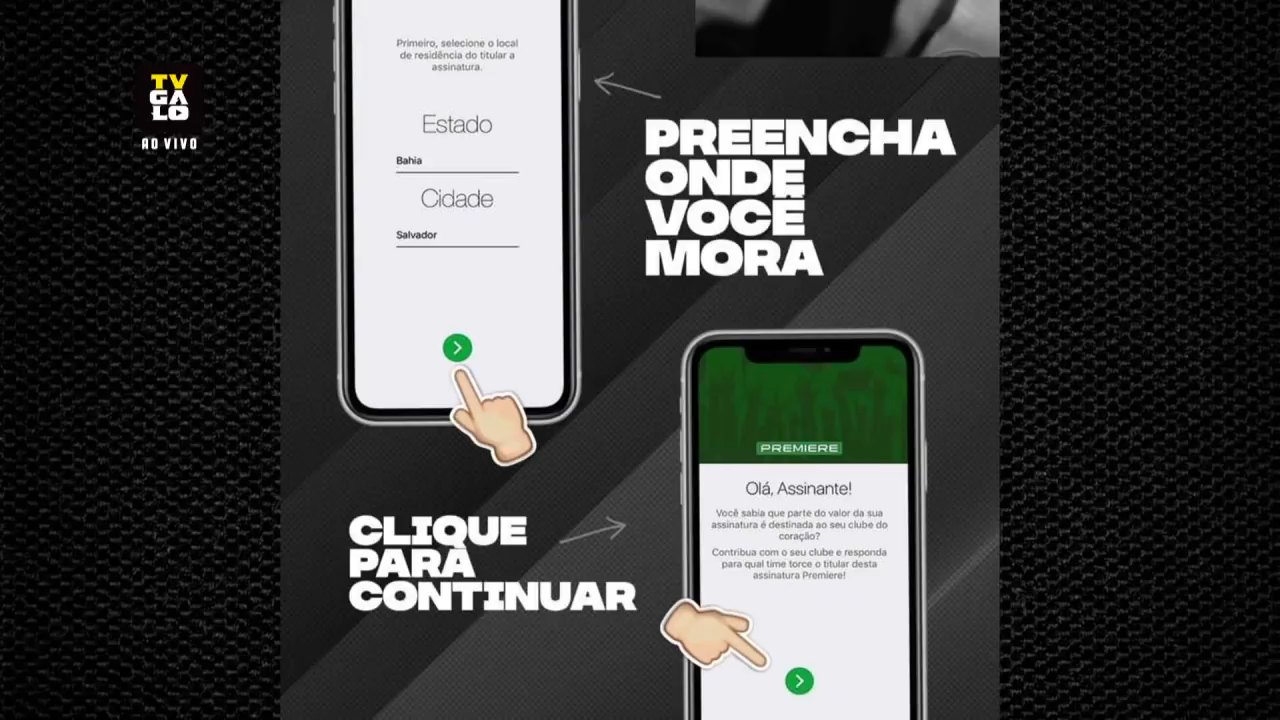 TV
GA
LO
AO VIVO
Primeiro, selecione o local
de residência do titular a
assinatura.
Estado
Bahia
Cidade
Salvador
PREENCHA
ONDE
VOCÊ
MORA
CLIQUE
PARA
CONTINUAR
PREMIERE
Olá, Assinante!
Você sabia que parte do valor da sua
assinatura é destinada ao seu clube do
coração?
Contribua com o seu clube e responda
para qual time torce o titular desta
assinatura Premiere!